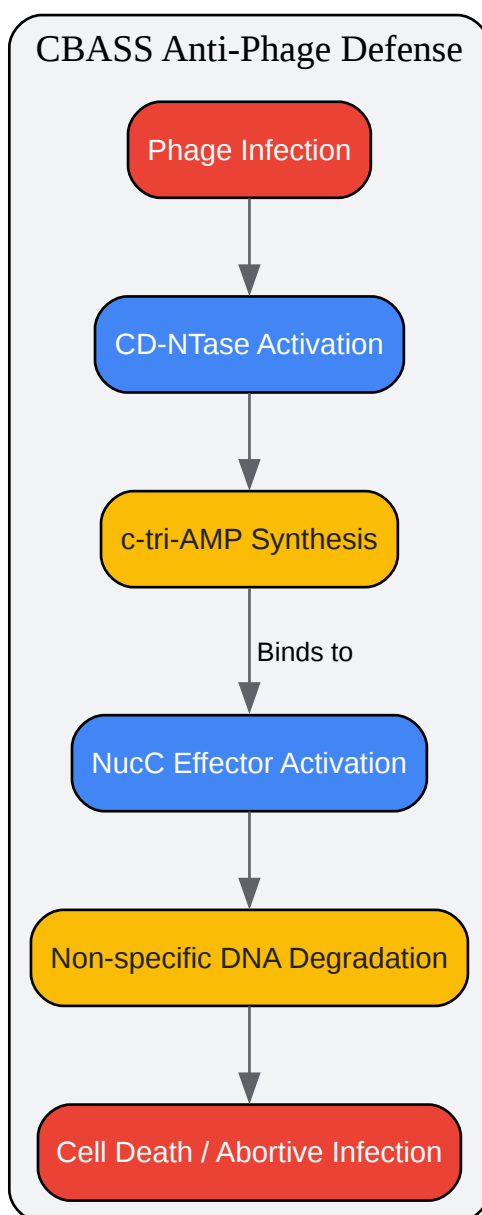 CBASS Anti-Phage Defense
Phage Infection
CD-NTase Activation
c-tri-AMP Synthesis
Binds to
NucC Effector Activation
Non-specific DNA Degradation
Cell Death / Abortive Infection